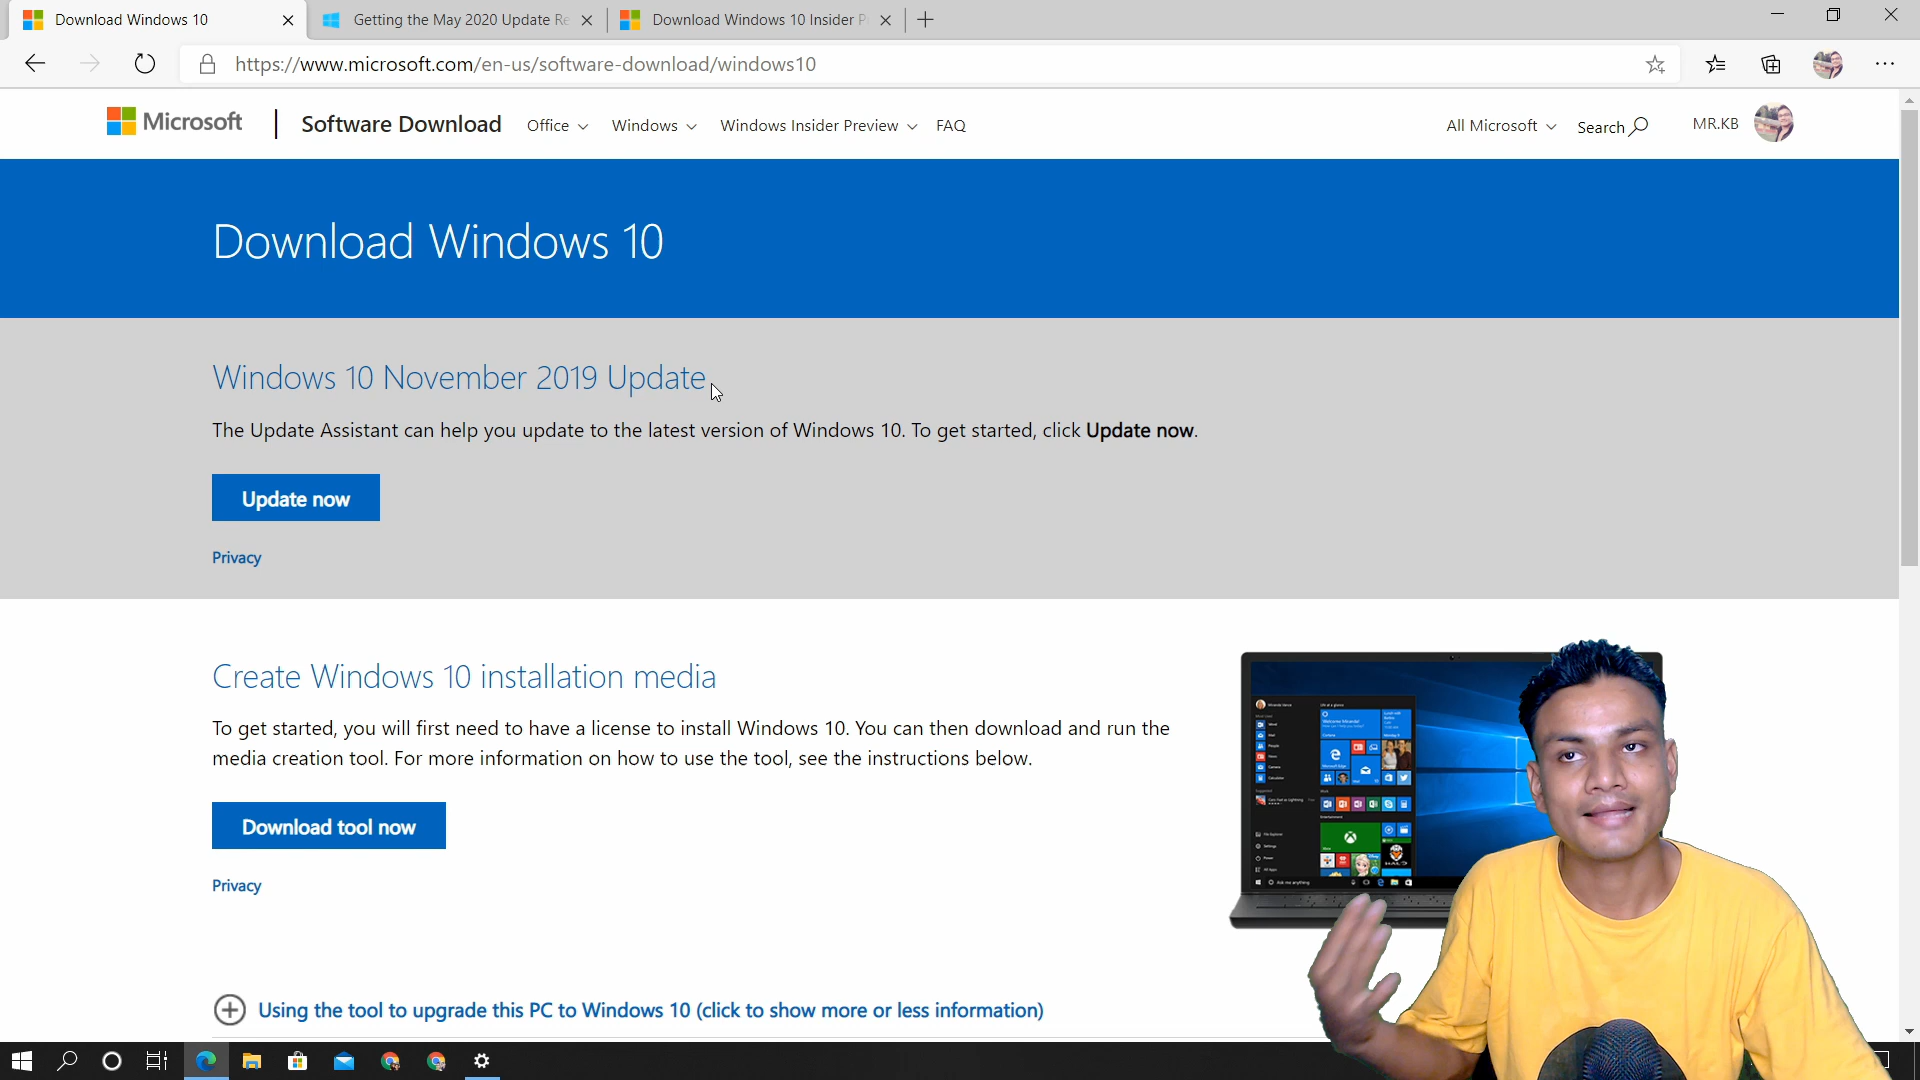 Download Windows 10
Getting the May 2020 Update Re
Download Windows 10 Insider P
https://www.microsoft.com/en-us/software-download/windows10
Microsoft
Software Download
Office
Windows
Windows Insider Preview
FAQ
All Microsoft
Search
MR.KB
Download Windows 10
Windows 10 November 2019 Update
The Update Assistant can help you update to the latest version of Windows 10. To get started, click Update now.
Update now
Privacy
Create Windows 10 installation media
To get started, you will first need to have a license to install Windows 10. You can then download and run the
media creation tool. For more information on how to use the tool, see the instructions below.
Download tool now
Privacy
Using the tool to upgrade this PC to Windows 10 (click to show more or less information)